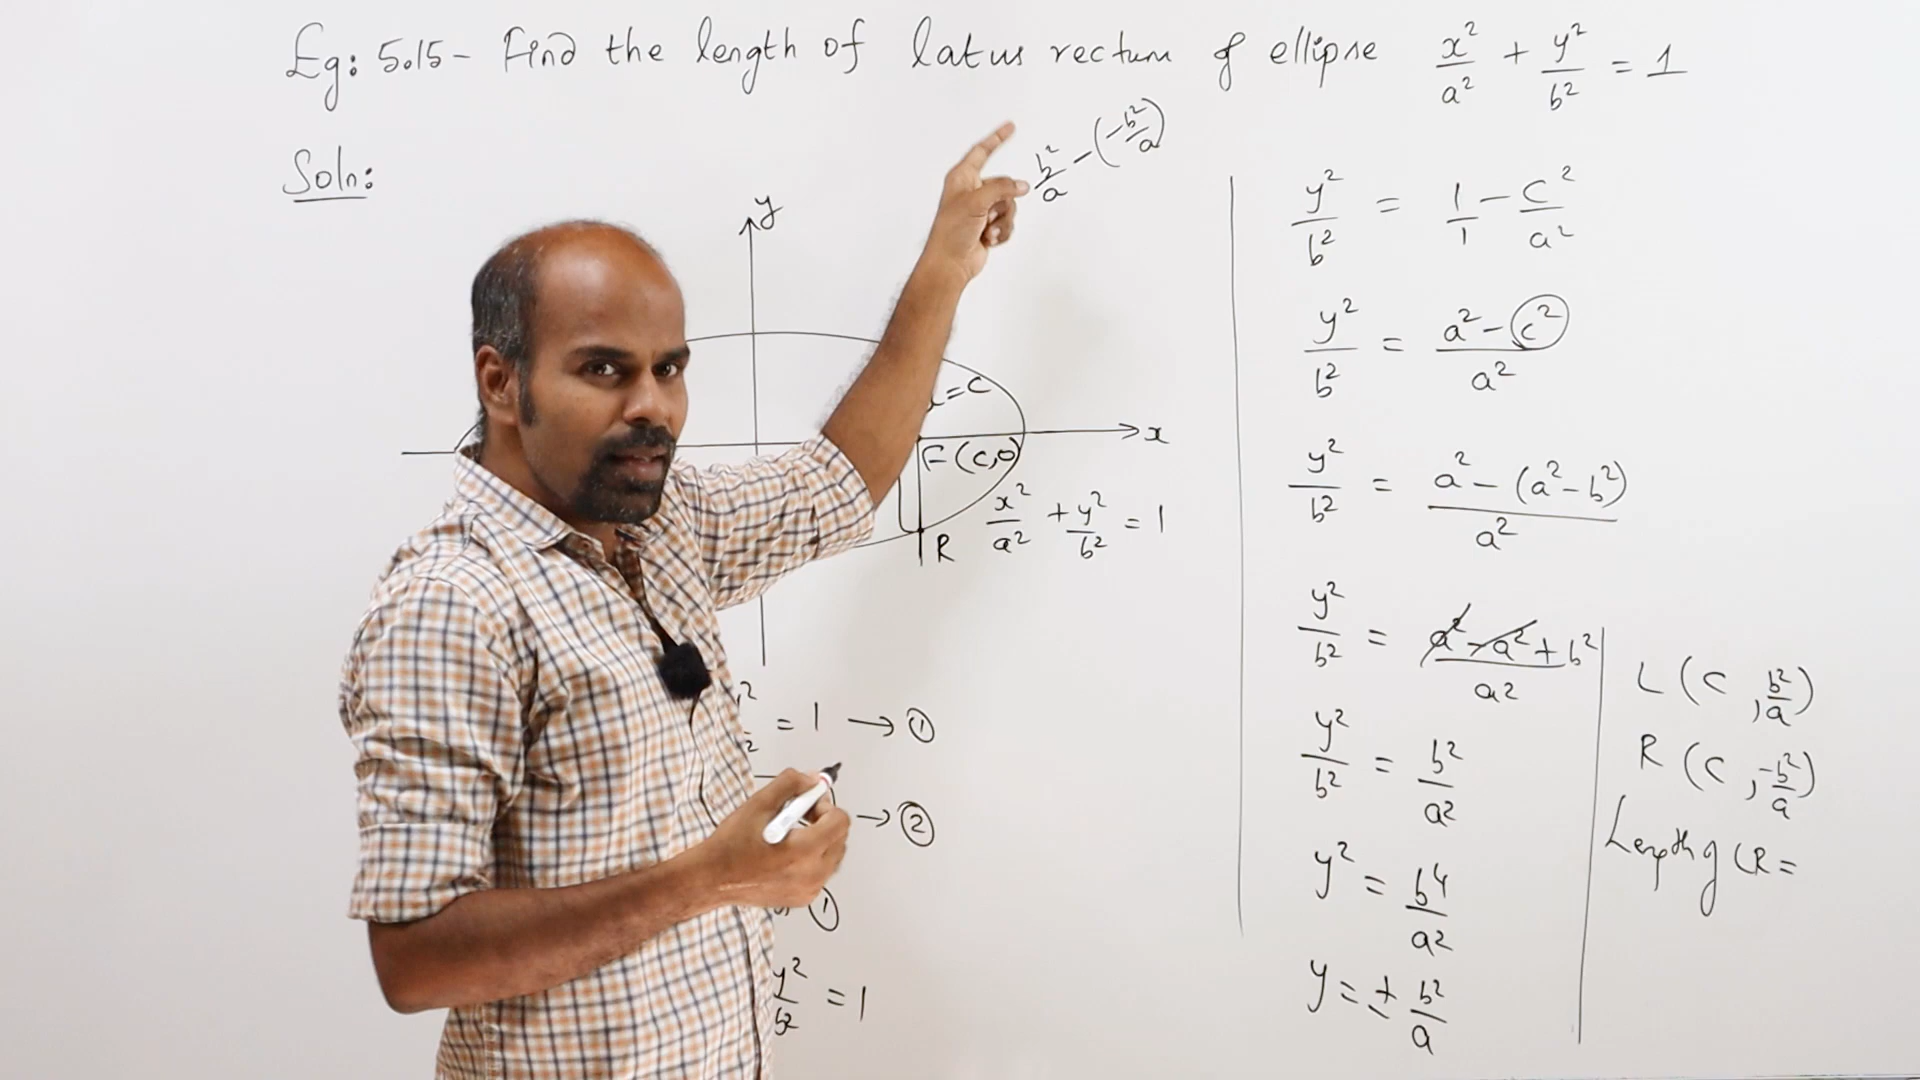 Eg: 5.15 - Find the length of latus rectum of ellipse x²/a² + y²/b² = 1
Soln:
b²/a - (-b²/a)
y
= c
x
F (c,0)
x²/a² + y²/b² = 1
R
= 1 → ①
→ ②
①
y²/b² = 1
y²/b² = 1/1 - c²/a²
y²/b² = (a² - c²)/a²
y²/b² = (a² - (a² - b²))/a²
y²/b² = (a² - a² + b²)/a²
y²/b² = b²/a²
y² = b⁴/a²
y = ± b²/a
L (c, b²/a)
R (c, -b²/a)
Length of LR =